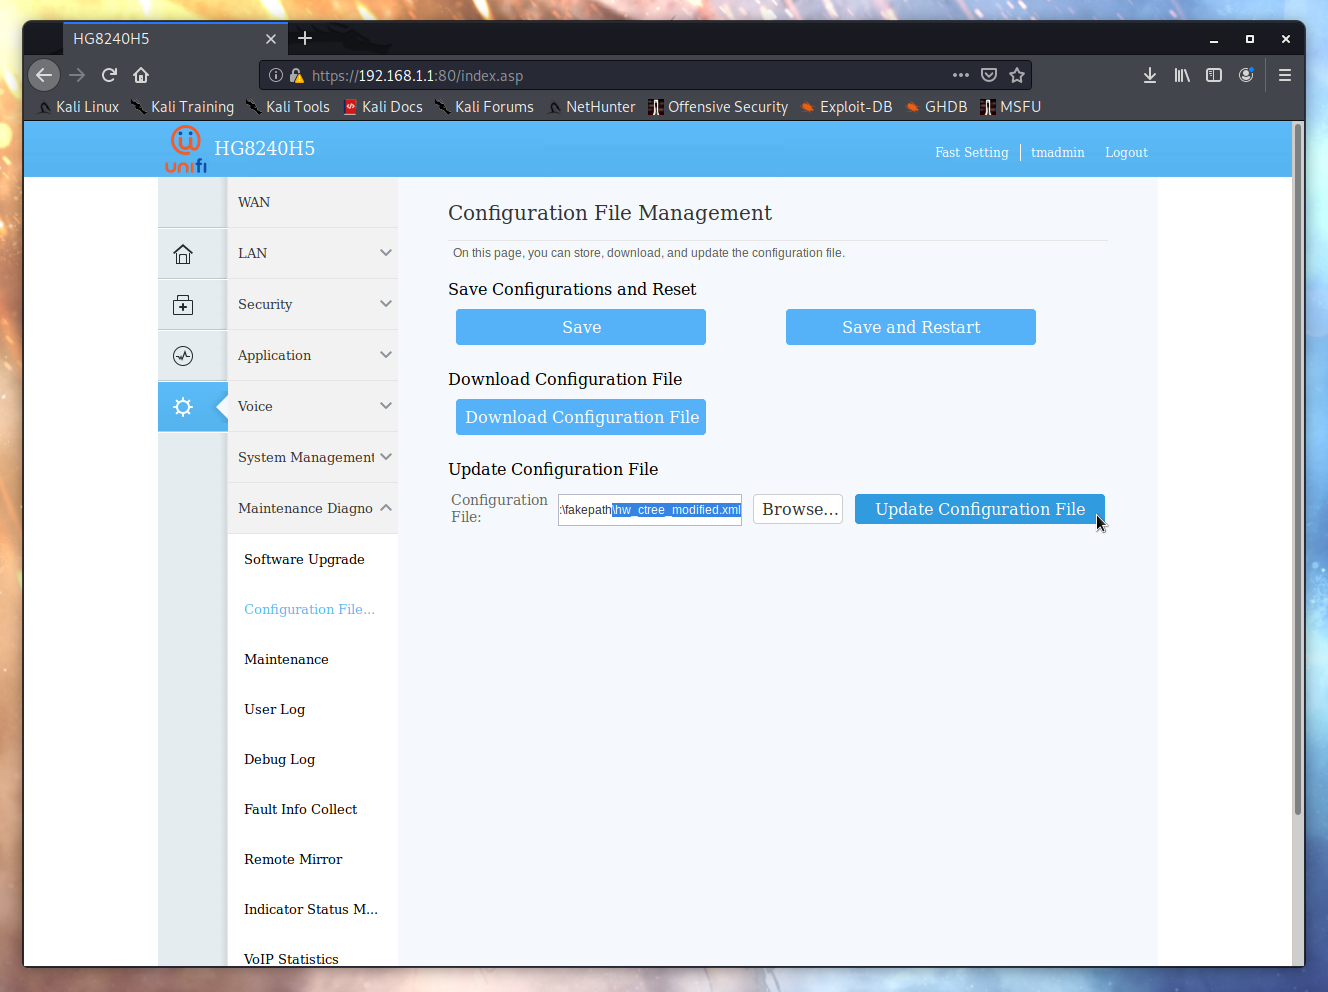 HG8240H5
https://192.168.1.1:80/index.asp
Kali Linux Kali Training Kali Tools Kali Docs Kali Forums NetHunter Offensive Security Exploit-DB GHDB MSFU
unifi HG8240H5 Fast Setting tmadmin Logout
WAN
LAN
Security
Application
Voice
System Management
Maintenance Diagno
Software Upgrade
Configuration File...
Maintenance
User Log
Debug Log
Fault Info Collect
Remote Mirror
Indicator Status M...
VoIP Statistics
Configuration File Management
On this page, you can store, download, and update the configuration file.
Save Configurations and Reset
Save Save and Restart
Download Configuration File
Download Configuration File
Update Configuration File
Configuration
File:
:\fakepath\hw_ctree_modified.xml Browse... Update Configuration File